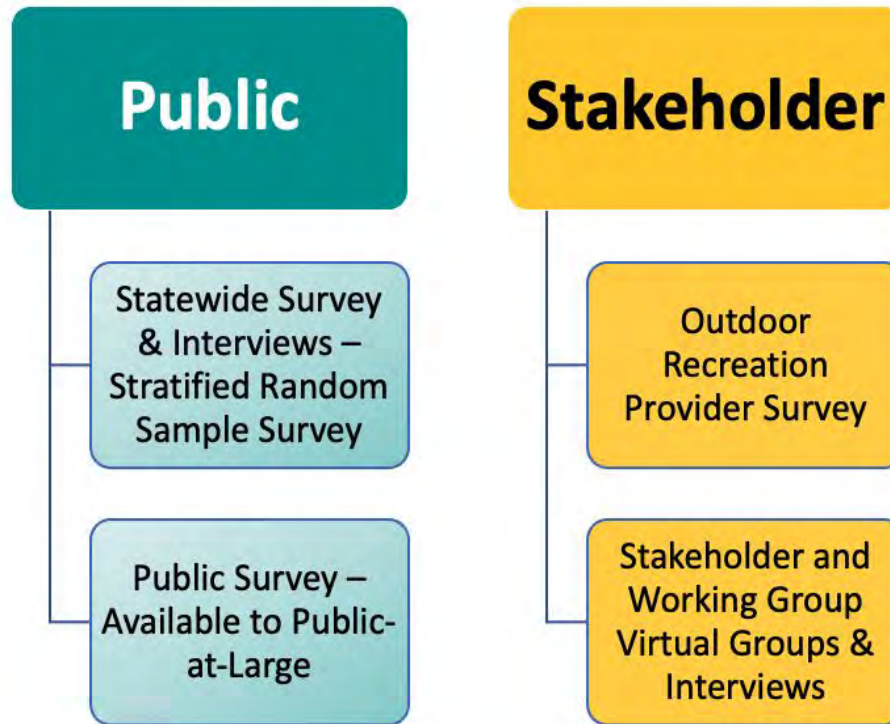 Public
Statewide Survey
& Interviews –
Stratified Random
Sample Survey
Public Survey –
Available to Public-
at-Large
Stakeholder
Outdoor
Recreation
Provider Survey
Stakeholder and
Working Group
Virtual Groups &
Interviews